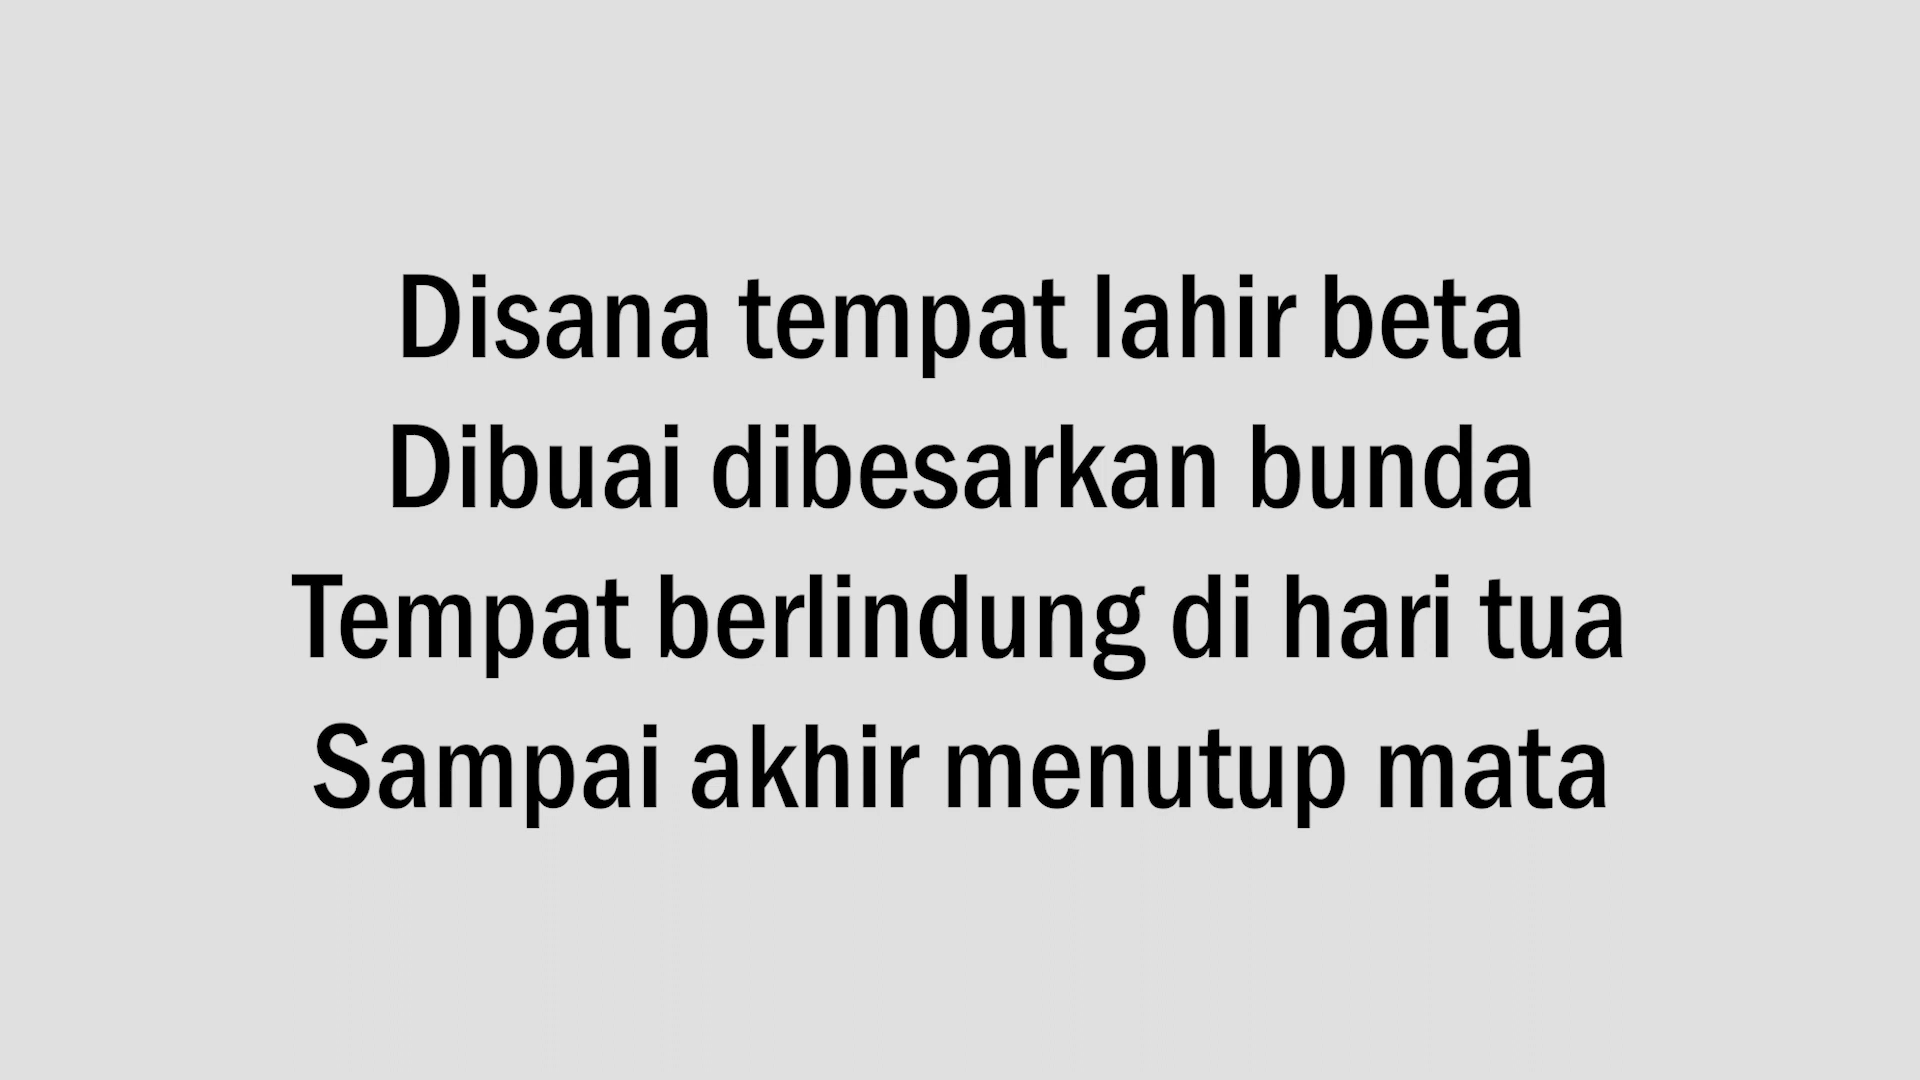 Disana tempat lahir beta
Dibuai dibesarkan bunda
Tempat berlindung di hari tua
Sampai akhir menutup mata